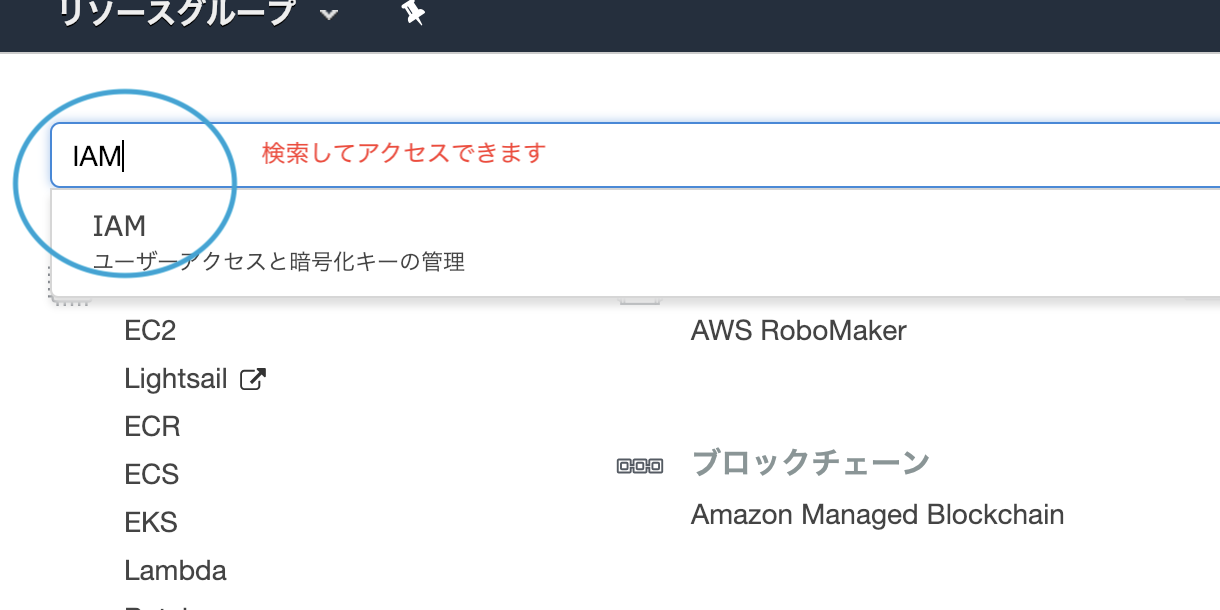 リソースグループ
IAM
検索してアクセスできます
IAM
ユーザーアクセスと暗号化キーの管理
EC2
Lightsail
ECR
ECS
EKS
Lambda
AWS RoboMaker
ブロックチェーン
Amazon Managed Blockchain